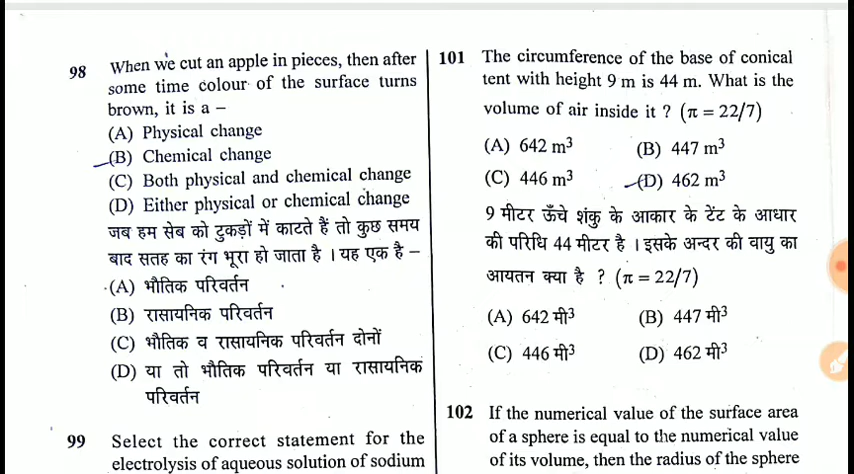 98 When we cut an apple in pieces, then after
some time colour of the surface turns
brown, it is a –
(A) Physical change
(B) Chemical change
(C) Both physical and chemical change
(D) Either physical or chemical change
जब हम सेब को टुकड़ों में काटते हैं तो कुछ समय
बाद सतह का रंग भूरा हो जाता है । यह एक है –
(A) भौतिक परिवर्तन
(B) रासायनिक परिवर्तन
(C) भौतिक व रासायनिक परिवर्तन दोनों
(D) या तो भौतिक परिवर्तन या रासायनिक
परिवर्तन
99 Select the correct statement for the
electrolysis of aqueous solution of sodium
101 The circumference of the base of conical
tent with height 9 m is 44 m. What is the
volume of air inside it ? (π = 22/7)
(A) 642 m³ (B) 447 m³
(C) 446 m³ (D) 462 m³
9 मीटर ऊँचे शंकु के आकार के टेंट के आधार
की परिधि 44 मीटर है । इसके अन्दर की वायु का
आयतन क्या है ? (π = 22/7)
(A) 642 मी³ (B) 447 मी³
(C) 446 मी³ (D) 462 मी³
102 If the numerical value of the surface area
of a sphere is equal to the numerical value
of its volume, then the radius of the sphere